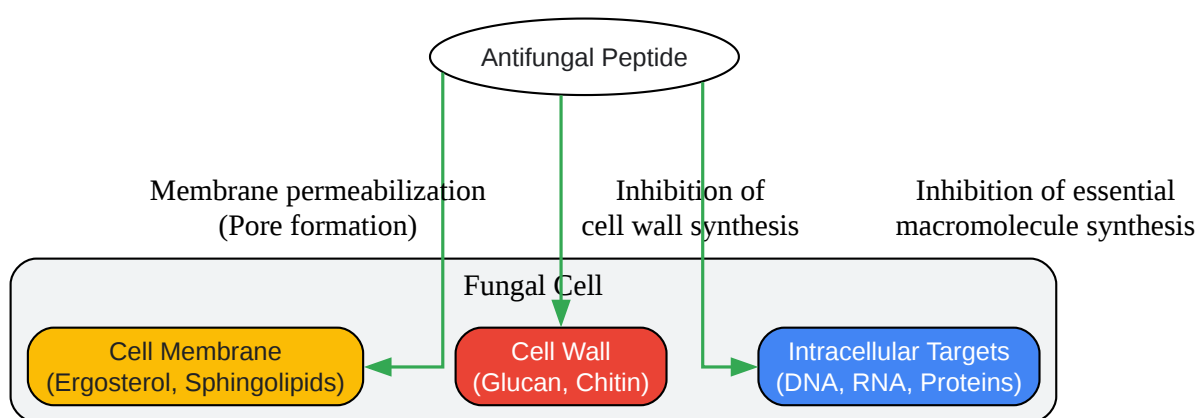 Antifungal Peptide
Membrane permeabilization
(Pore formation)
Inhibition of
cell wall synthesis
Inhibition of essential
macromolecule synthesis
Fungal Cell
Cell Membrane
(Ergosterol, Sphingolipids)
Cell Wall
(Glucan, Chitin)
Intracellular Targets
(DNA, RNA, Proteins)